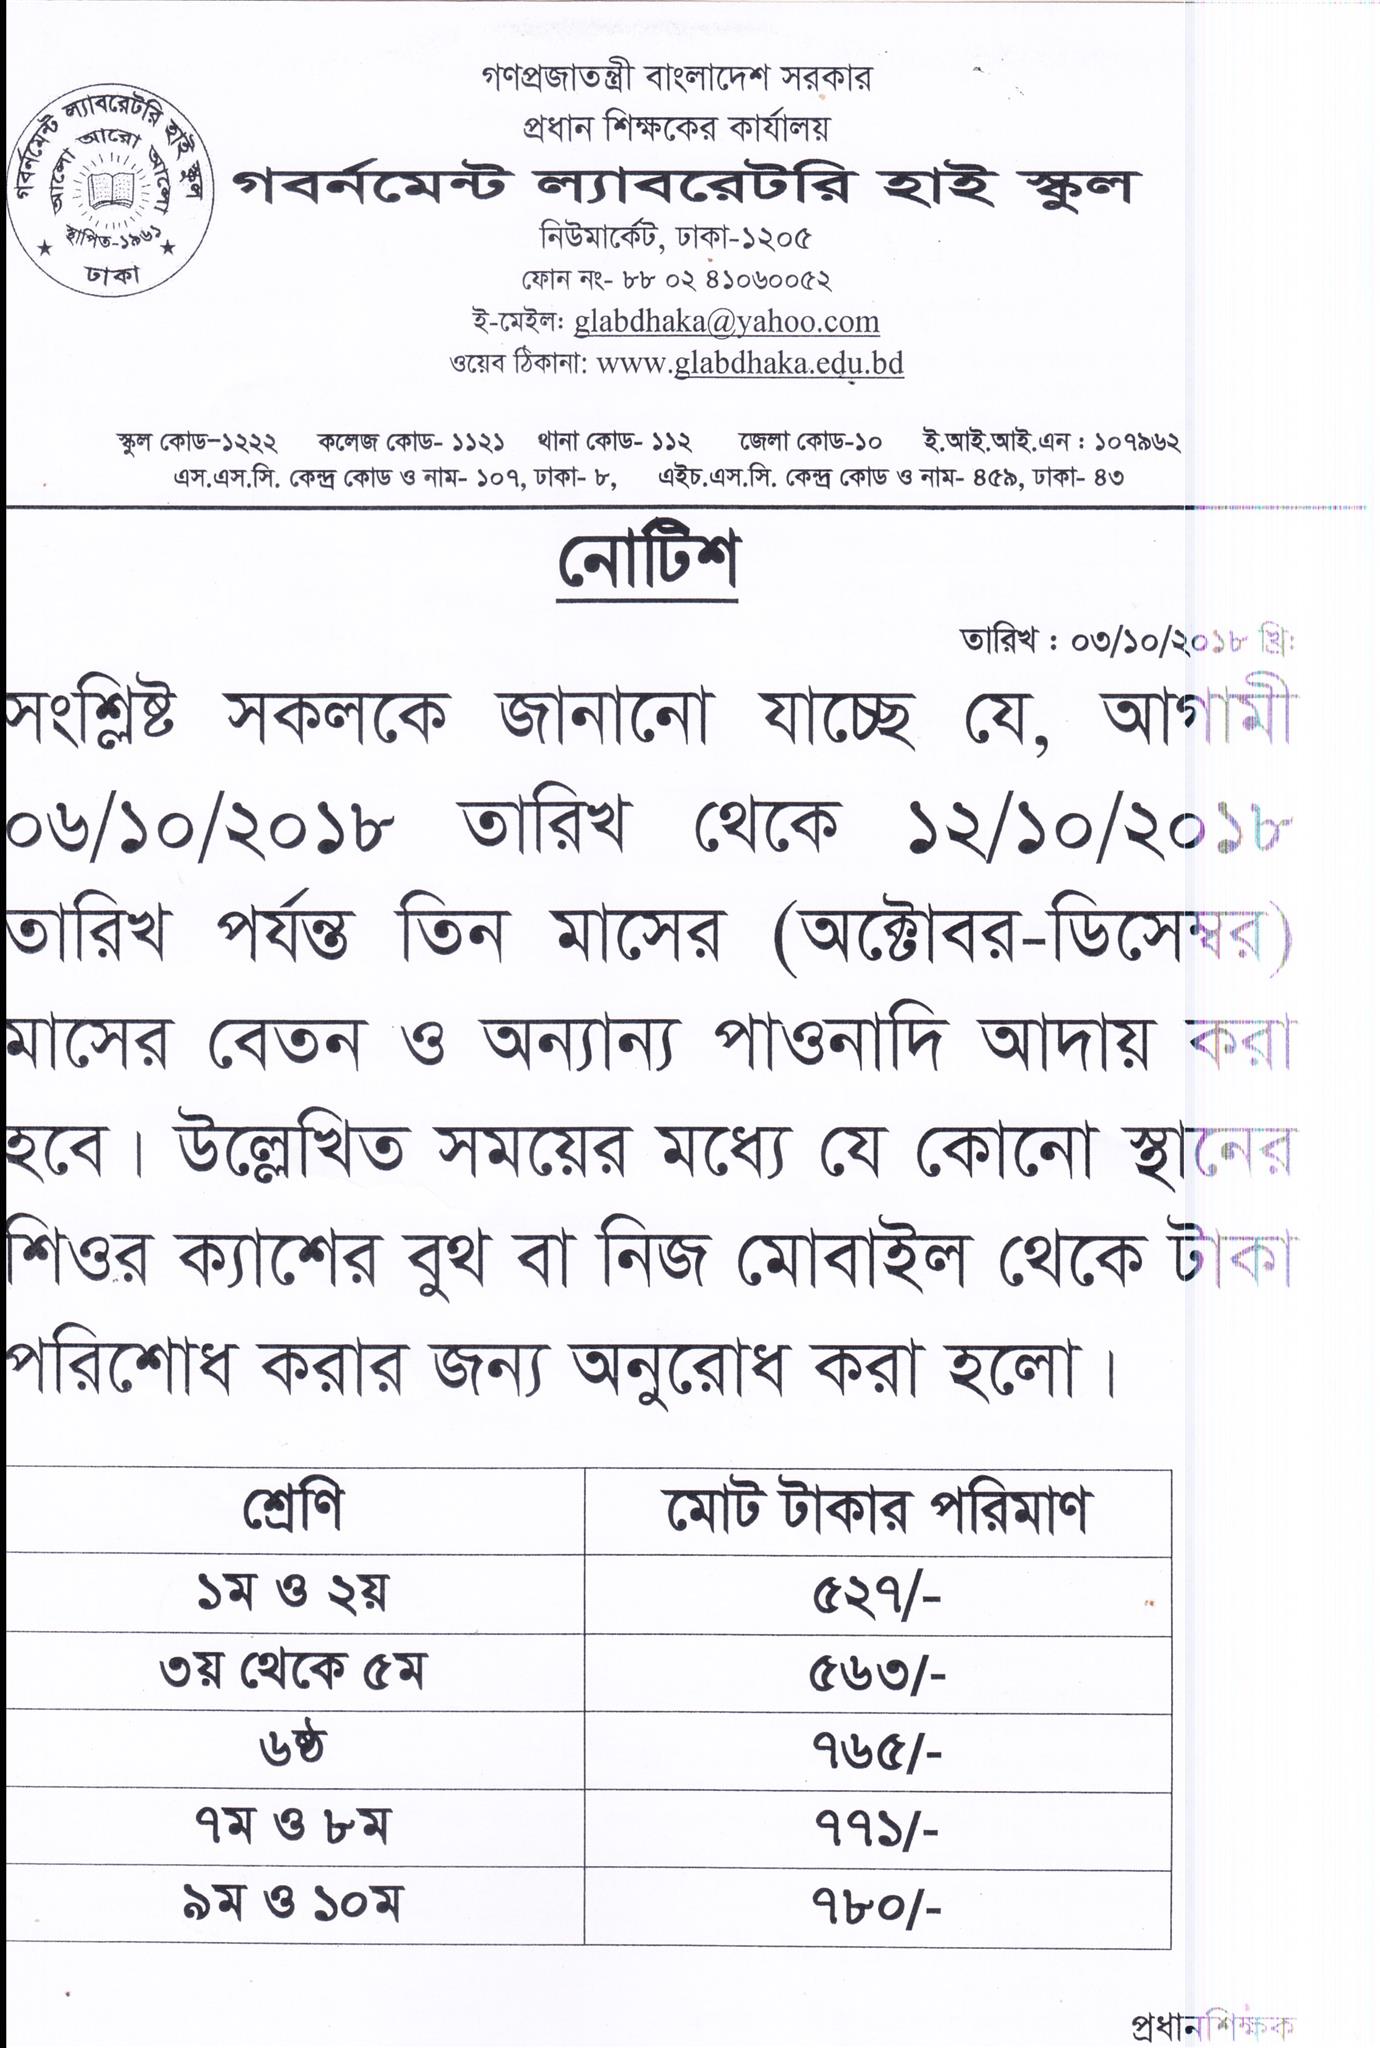 গণপ্রজাতন্ত্রী বাংলাদেশ সরকার
প্রধান শিক্ষকের কার্যালয়
গবর্নমেন্ট ল্যাবরেটরি হাই স্কুল
নিউমার্কেট, ঢাকা-১২০৫
ফোন নং- ৮৮ ০২ ৪১০৬০০৫২
ই-মেইল: glabdhaka@yahoo.com
ওয়েব ঠিকানা: www.glabdhaka.edu.bd
গবর্নমেন্ট ল্যাবরেটরি হাই স্কুল
আলো আরো আলো
স্থাপিত-১৯৬১
ঢাকা
স্কুল কোড-১২২২ কলেজ কোড- ১১২১ থানা কোড- ১১২ জেলা কোড-১০ ই.আই.আই.এন : ১০৭৯৬২
এস.এস.সি. কেন্দ্র কোড ও নাম- ১০৭, ঢাকা- ৮, এইচ.এস.সি. কেন্দ্র কোড ও নাম- ৪৫৯, ঢাকা- ৪৩
নোটিশ
তারিখ : ০৩/১০/২০১৮ খ্রি:
সংশ্লিষ্ট সকলকে জানানো যাচ্ছে যে, আগামী
০৬/১০/২০১৮ তারিখ থেকে ১২/১০/২০১৮
তারিখ পর্যন্ত তিন মাসের (অক্টোবর-ডিসেম্বর)
মাসের বেতন ও অন্যান্য পাওনাদি আদায় করা
হবে। উল্লেখিত সময়ের মধ্যে যে কোনো স্থানের
শিওর ক্যাশের বুথ বা নিজ মোবাইল থেকে টাকা
পরিশোধ করার জন্য অনুরোধ করা হলো।
শ্রেণি মোট টাকার পরিমাণ
১ম ও ২য় ৫২৭/-
৩য় থেকে ৫ম ৫৬৩/-
৬ষ্ঠ ৭৬৫/-
৭ম ও ৮ম ৭৭১/-
৯ম ও ১০ম ৭৮০/-
প্রধানশিক্ষক